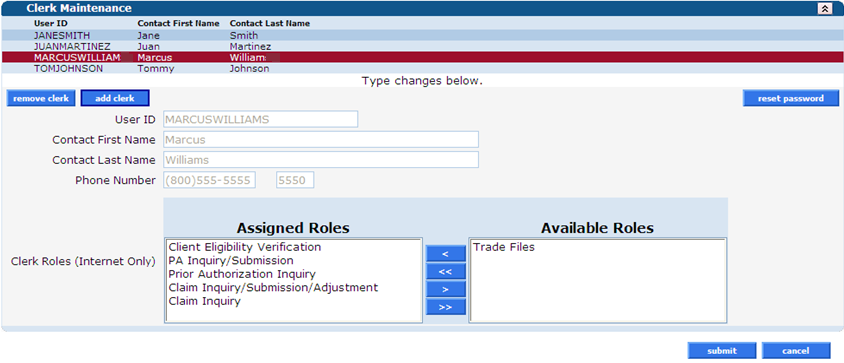 Clerk Maintenance
User ID Contact First Name Contact Last Name
JANESMITH Jane Smith
JUANMARTINEZ Juan Martinez
MARCUSWILLIAM Marcus William
TOMJOHNSON Tommy Johnson
Type changes below.
remove clerk add clerk reset password
User ID MARCUSWILLIAMS
Contact First Name Marcus
Contact Last Name Williams
Phone Number (800)555-5555 5550
Assigned Roles Available Roles
Clerk Roles (Internet Only)
Client Eligibility Verification
PA Inquiry/Submission
Prior Authorization Inquiry
Claim Inquiry/Submission/Adjustment
Claim Inquiry
<
<<
>
>>
Trade Files
submit cancel